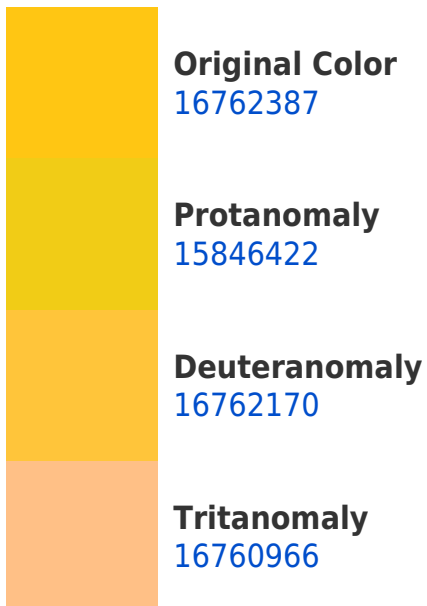 Original Color
16762387
Protanomaly
15846422
Deuteranomaly
16762170
Tritanomaly
16760966